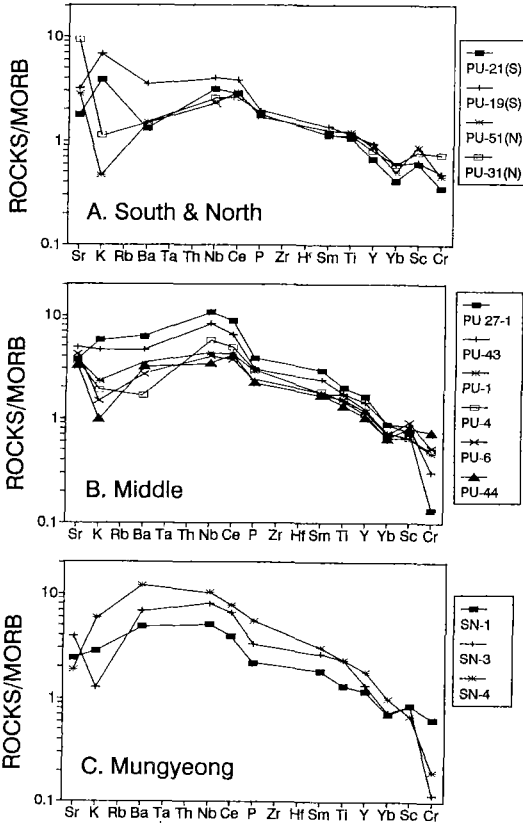 ROCKS/MORB
10
1
0.1
A. South & North
Sr K Rb Ba Ta Th Nb Ce P Zr Hf Sm Ti Y Yb Sc Cr
PU-21(S)
PU-19(S)
PU-51(N)
PU-31(N)
ROCKS/MORB
10
1
0.1
B. Middle
Sr K Rb Ba Ta Th Nb Ce P Zr Hf Sm Ti Y Yb Sc Cr
PU 27-1
PU-43
PU-1
PU-4
PU-6
PU-44
ROCKS/MORB
10
1
0.1
C. Mungyeong
Sr K Rb Ba Ta Th Nb Ce P Zr Hf Sm Ti Y Yb Sc Cr
SN-1
SN-3
SN-4